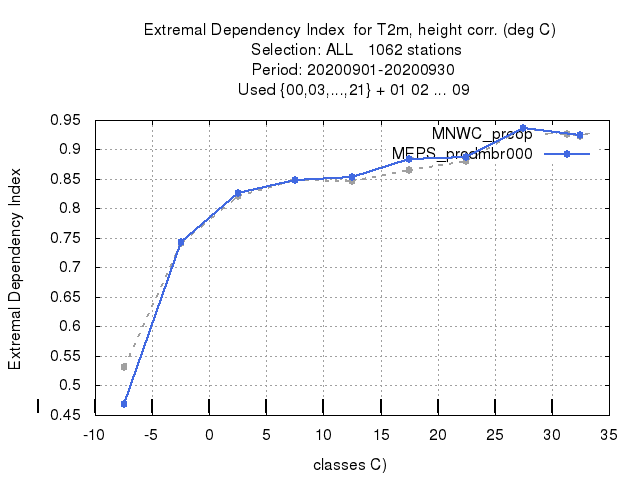 Extremal Dependency Index  for T2m, height corr. (deg C)
Selection: ALL   1062 stations
Period: 20200901-20200930
Used {00,03,...,21} + 01 02 ... 09
0.95
0.9
0.85
0.8
0.75
0.7
0.65
0.6
0.55
0.5
0.45
-10 -5 0 5 10 15 20 25 30 35
Extremal Dependency Index
classes C)
MNWC_preop
MEPS_prodmbr000